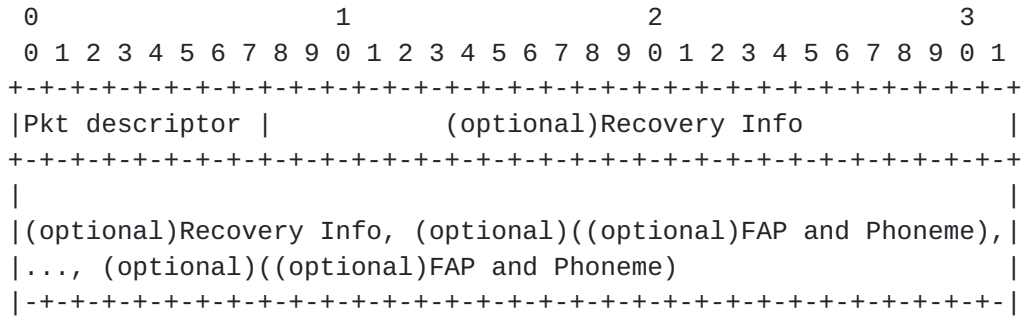 0                   1                   2                   3
 0 1 2 3 4 5 6 7 8 9 0 1 2 3 4 5 6 7 8 9 0 1 2 3 4 5 6 7 8 9 0 1
+-+-+-+-+-+-+-+-+-+-+-+-+-+-+-+-+-+-+-+-+-+-+-+-+-+-+-+-+-+-+-+-+
|Pkt descriptor |           (optional)Recovery Info             |
+-+-+-+-+-+-+-+-+-+-+-+-+-+-+-+-+-+-+-+-+-+-+-+-+-+-+-+-+-+-+-+-+
|                                                               |
|(optional)Recovery Info, (optional)((optional)FAP and Phoneme),|
|..., (optional)((optional)FAP and Phoneme)                     |
|-+-+-+-+-+-+-+-+-+-+-+-+-+-+-+-+-+-+-+-+-+-+-+-+-+-+-+-+-+-+-+-|